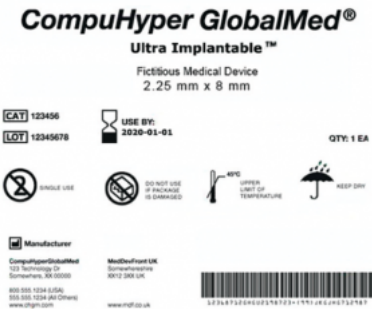 CompuHyper GlobalMed®
Ultra Implantable™
Fictitious Medical Device
2.25 mm x 8 mm
CAT 123456
LOT 12345678
USE BY:
2020-01-01
QTY: 1 EA
2
SINGLE USE
DO NOT USE
IF PACKAGE
IS DAMAGED
45°C
UPPER
LIMIT OF
TEMPERATURE
KEEP DRY
Manufacturer
CompuHyperGlobalMed
123 Technology Dr
Somewhere, XX 00000
800.555.1234 (USA)
555.555.1234 (All Others)
www.chgm.com
MedDevFront UK
Somewhereshire
XR12 3XR UK
www.mdf.co.uk